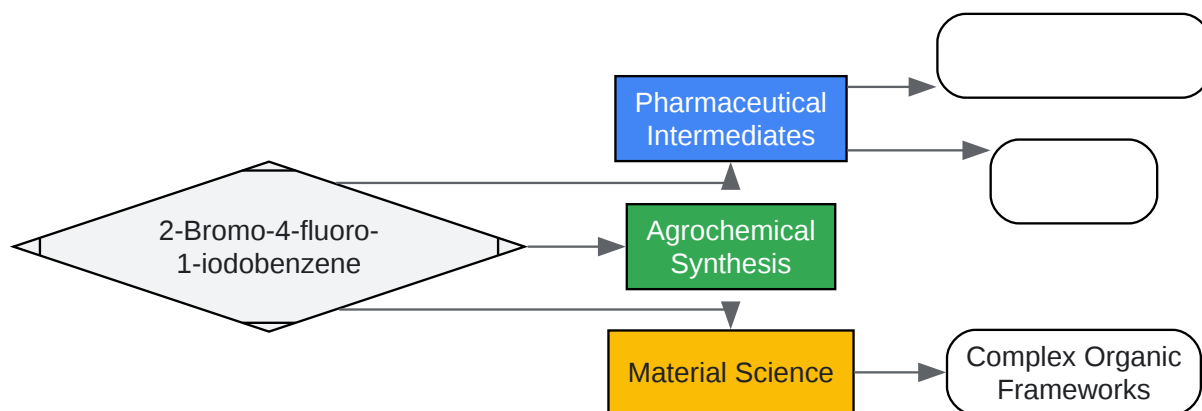 Pharmaceutical
Intermediates
2-Bromo-4-fluoro-
1-iodobenzene
Agrochemical
Synthesis
Material Science
Complex Organic
Frameworks